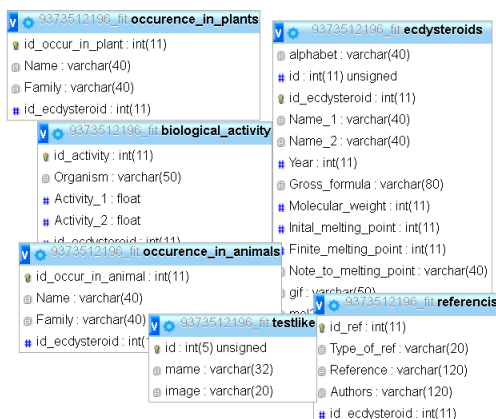 9373512196_fit occurence_in_plants
id_occur_in_plant : int(11)
Name : varchar(40)
Family : varchar(40)
id_ecdysteroid : int(11)
9373512196_fit biological_activity
id_activity : int(11)
Organism : varchar(50)
Activity_1 : float
Activity_2 : float
id_ecdysteroid : int(11)
9373512196_fit occurence_in_animals
id_occur_in_animal : int(11)
Name : varchar(40)
Family : varchar(40)
id_ecdysteroid : int(
9373512196_fit testlike
id : int(5) unsigned
mame : varchar(32)
image : varchar(20)
9373512196_fit ecdysteroids
alphabet : varchar(40)
id : int(11) unsigned
id_ecdysteroid : int(11)
Name_1 : varchar(40)
Name_2 : varchar(40)
Year : int(11)
Gross_formula : varchar(80)
Molecular_weight : int(11)
Inital_melting_point : int(11)
Finite_melting_point : int(11)
Note_to_melting_point : varchar(40)
gif : varchar(50)
9373512196_fit referencis
id_ref : int(11)
Type_of_ref : varchar(20)
Reference : varchar(120)
Authors : varchar(120)
id_ecdysteroid : int(11)